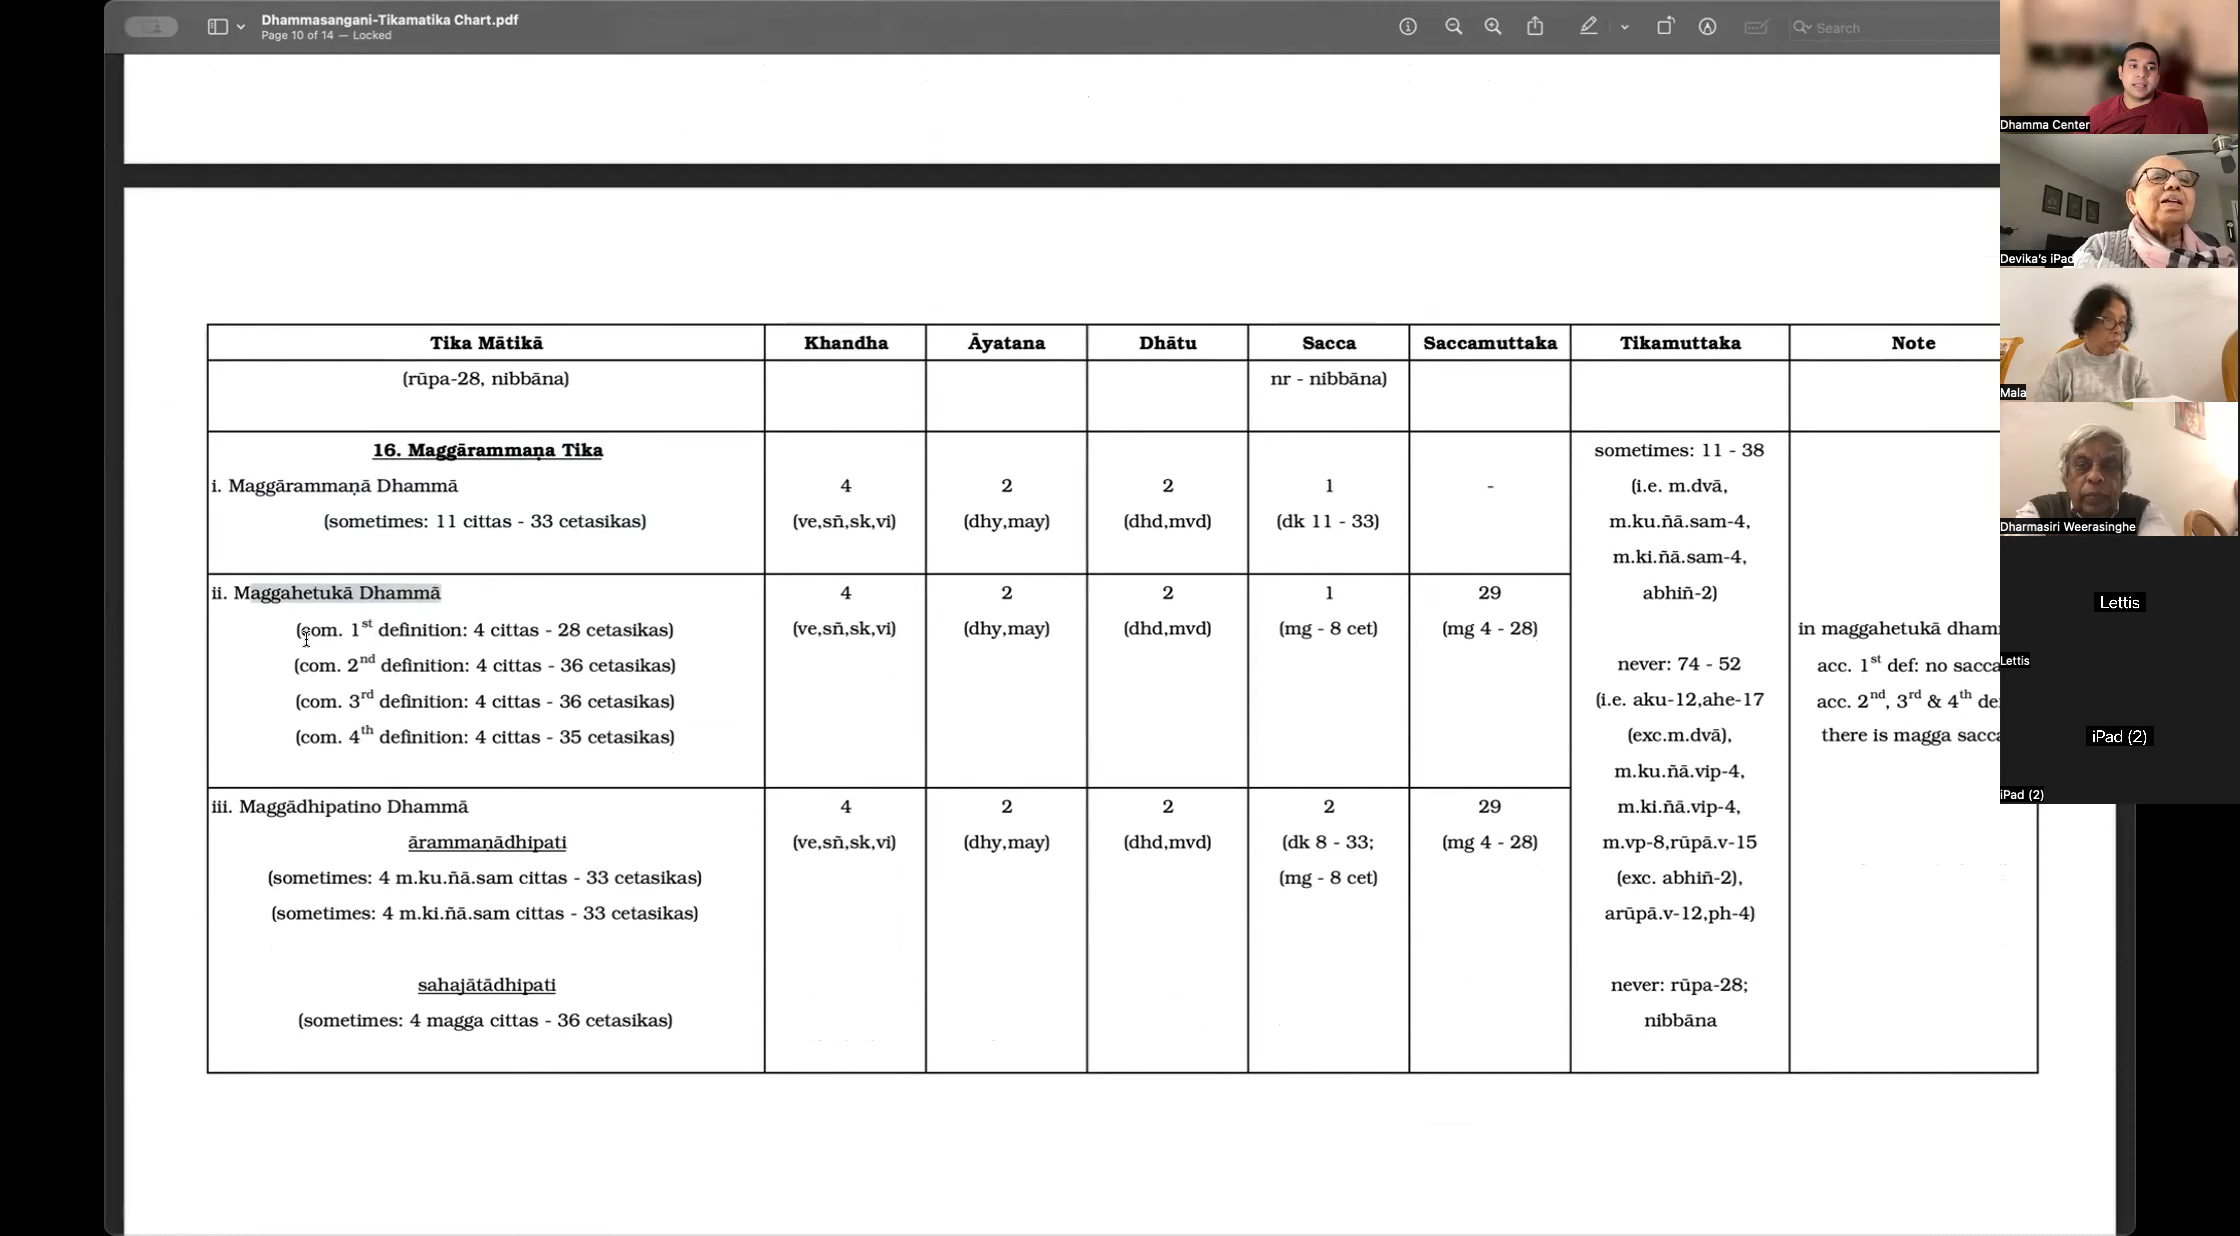 Dhammasangani-Tikamatika Chart.pdf
Page 10 of 14 — Locked
Search
Tika Mātikā Khandha Āyatana Dhātu Sacca Saccamuttaka Tikamuttaka Note
(rūpa-28, nibbāna) nr - nibbāna)
16. Maggārammaṇa Tika
i. Maggārammaṇā Dhammā 4 2 2 1 -
(sometimes: 11 cittas - 33 cetasikas) (ve,sñ,sk,vi) (dhy,may) (dhd,mvd) (dk 11 - 33)
ii. Maggahetukā Dhammā 4 2 2 1 29
(com. 1st definition: 4 cittas - 28 cetasikas) (ve,sñ,sk,vi) (dhy,may) (dhd,mvd) (mg - 8 cet) (mg 4 - 28)
(com. 2nd definition: 4 cittas - 36 cetasikas)
(com. 3rd definition: 4 cittas - 36 cetasikas)
(com. 4th definition: 4 cittas - 35 cetasikas)
iii. Maggādhipatino Dhammā 4 2 2 2 29
ārammaṇādhipati (ve,sñ,sk,vi) (dhy,may) (dhd,mvd) (dk 8 - 33; (mg 4 - 28)
(sometimes: 4 m.ku.ñā.sam cittas - 33 cetasikas) (mg - 8 cet)
(sometimes: 4 m.ki.ñā.sam cittas - 33 cetasikas)
sahajātādhipati
(sometimes: 4 magga cittas - 36 cetasikas)
sometimes: 11 - 38
(i.e. m.dvā,
m.ku.ñā.sam-4,
m.ki.ñā.sam-4,
abhiñ-2)
never: 74 - 52
(i.e. aku-12,ahe-17
(exc.m.dvā),
m.ku.ñā.vip-4,
m.ki.ñā.vip-4,
m.vp-8,rūpā.v-15
(exc. abhiñ-2),
arūpā.v-12,ph-4)
never: rūpa-28;
nibbāna
in maggahetukā
acc. 1st def: no sacca
acc. 2nd, 3rd & 4th
there is magga sacca
Dhamma Center
Devika's iPad
Mala
Dharmasiri Weerasinghe
Lettis
Lettis
iPad (2)
iPad (2)